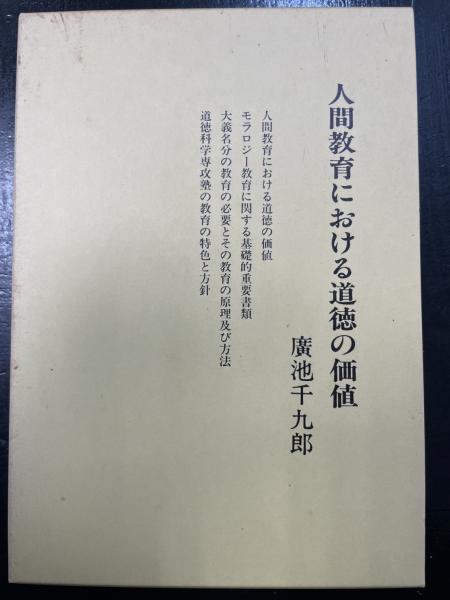 人間教育における道徳の価値
廣池千九郎
人間教育における道徳の価値
モラロジー教育に関する基礎的重要書類
大義名分の教育の必要とその教育の原理及び方法
道徳科学専攻塾の教育の特色と方針